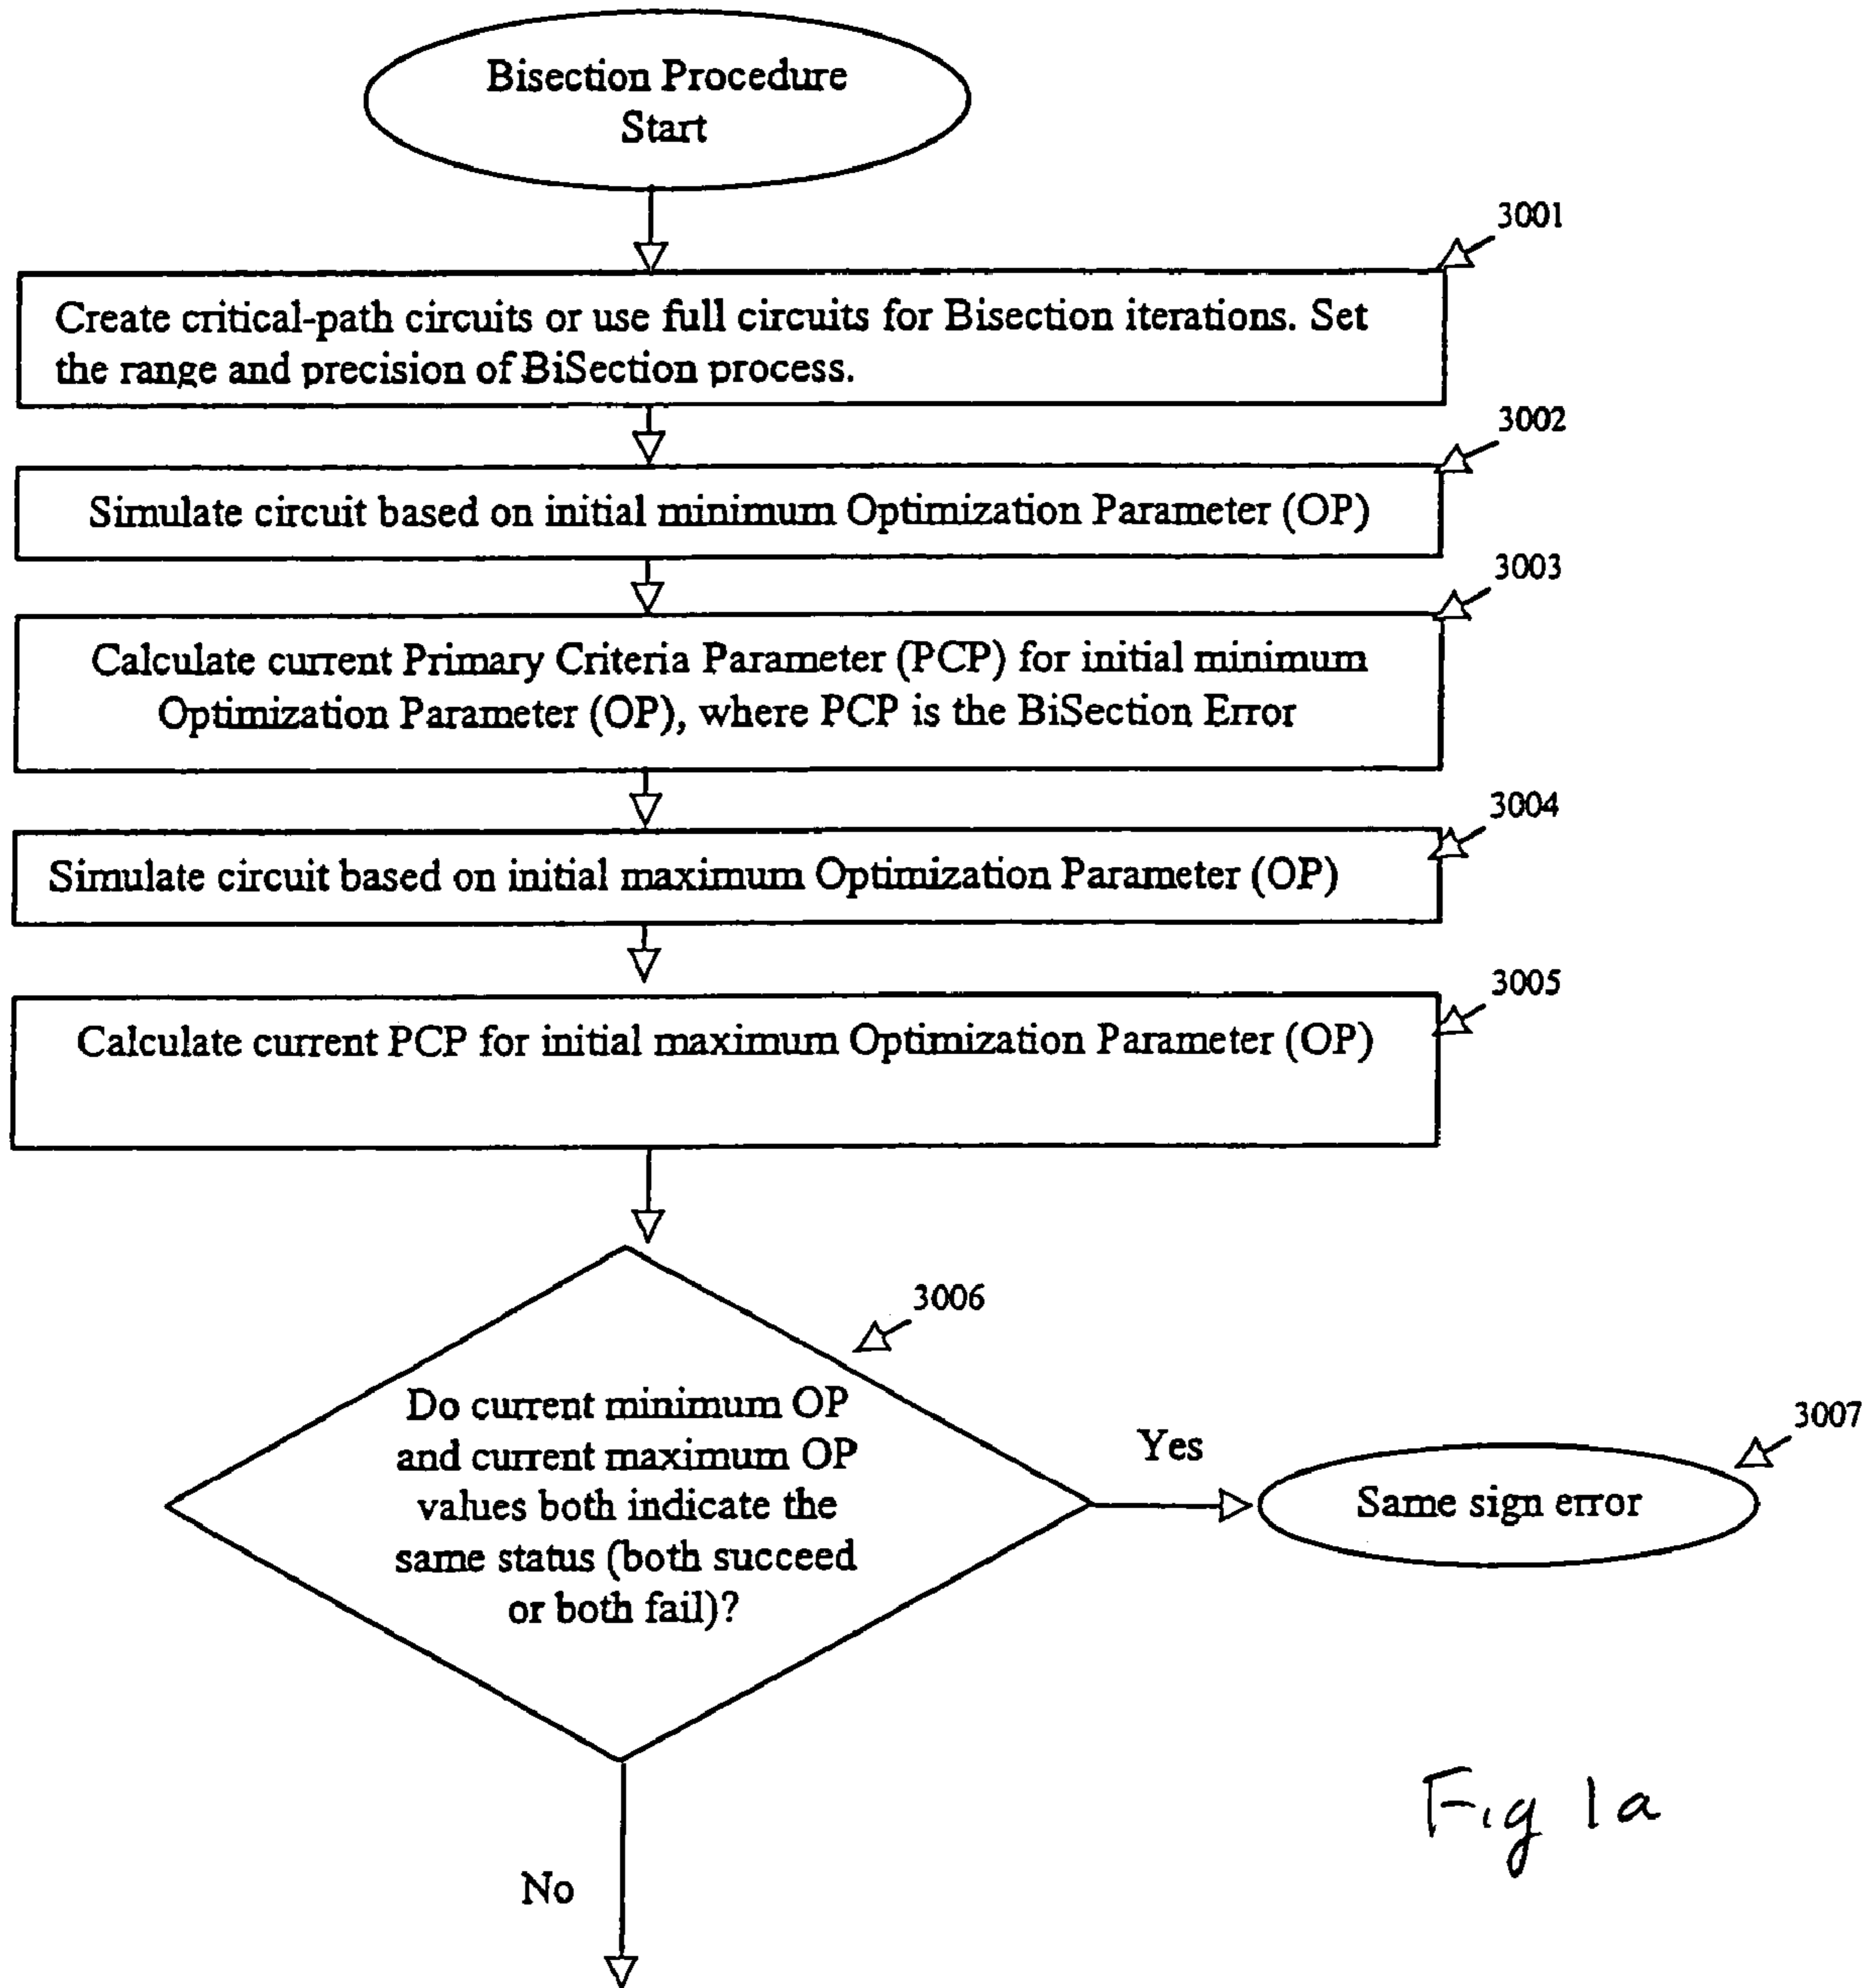 Bisection Procedure
Start
3001
Create critical-path circuits or use full circuits for Bisection iterations. Set
the range and precision of BiSection process.
3002
Simulate circuit based on initial minimum Optimization Parameter (OP)
3003
Calculate current Primary Criteria Parameter (PCP) for initial minimum
Optimization Parameter (OP), where PCP is the BiSection Error
3004
Simulate circuit based on initial maximum Optimization Parameter (OP)
3005
Calculate current PCP for initial maximum Optimization Parameter (OP)
3006
Do current minimum OP
and current maximum OP
values both indicate the
same status (both succeed
or both fail)?
Yes
3007
Same sign error
No
Fig 1a